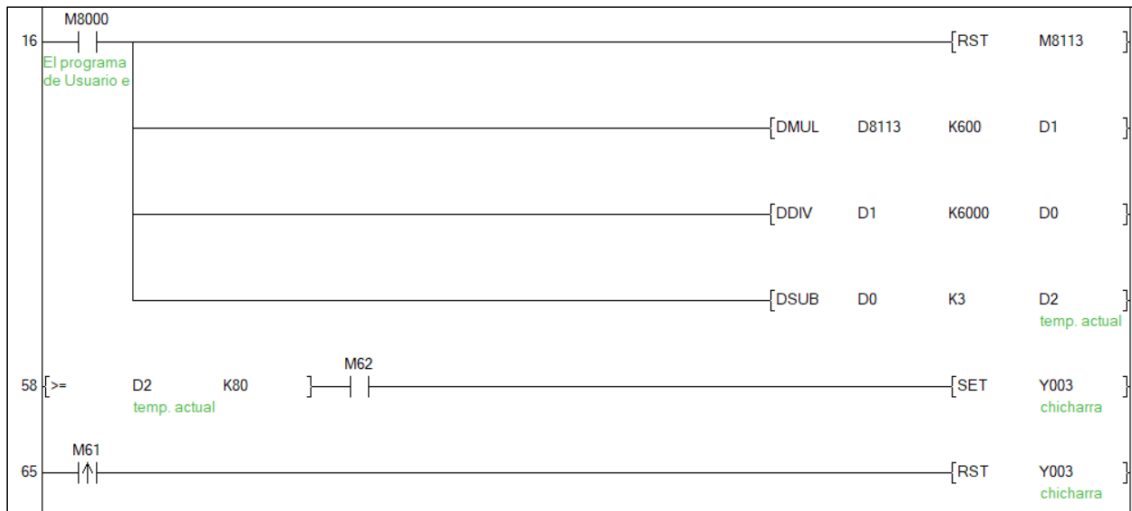 M8000
16 [RST M8113 ]
El programa
de Usuario e
[DMUL D8113 K600 D1 ]
[DDIV D1 K6000 D0 ]
[DSUB D0 K3 D2 ]
temp. actual
M62
58 [>= D2 K80 ] [SET Y003 ]
temp. actual chicharra
M61
65 [RST Y003 ]
chicharra